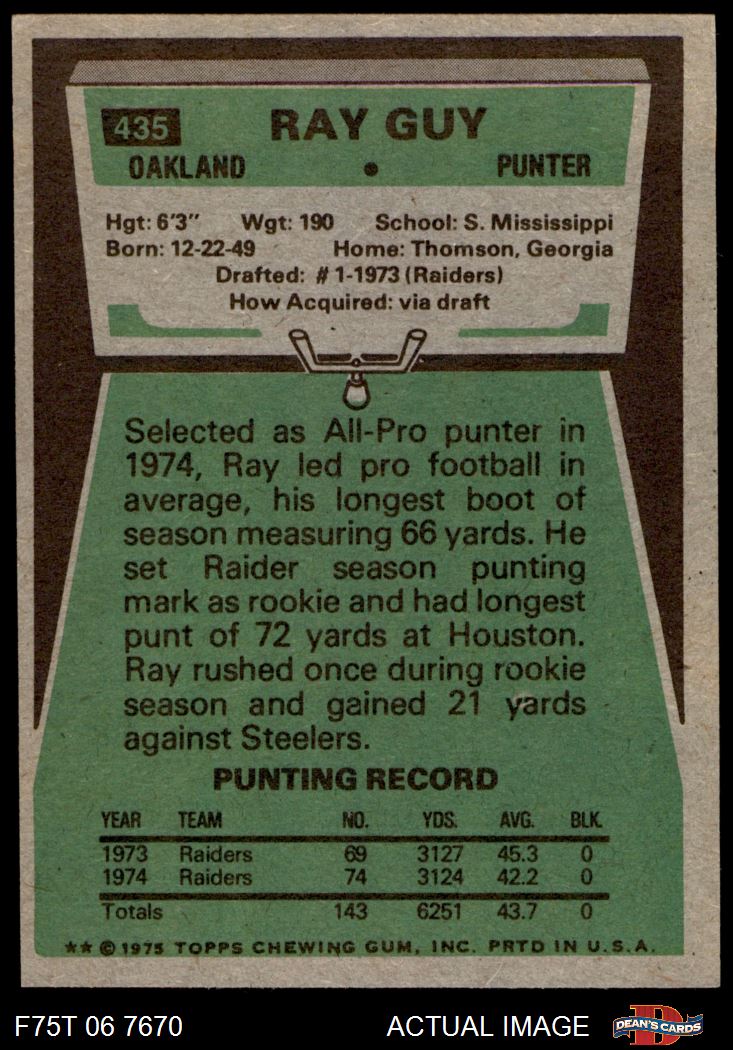 435 RAY GUY
OAKLAND • PUNTER
Hgt: 6'3" Wgt: 190 School: S. Mississippi
Born: 12-22-49 Home: Thomson, Georgia
Drafted: #1-1973 (Raiders)
How Acquired: via draft
Selected as All-Pro punter in
1974, Ray led pro football in
average, his longest boot of
season measuring 66 yards. He
set Raider season punting
mark as rookie and had longest
punt of 72 yards at Houston.
Ray rushed once during rookie
season and gained 21 yards
against Steelers.
PUNTING RECORD
YEAR TEAM NO. YDS. AVG. BLK.
1973 Raiders 69 3127 45.3 0
1974 Raiders 74 3124 42.2 0
Totals 143 6251 43.7 0
** © 1975 TOPPS CHEWING GUM, INC. PRTD IN U.S.A.
F75T 06 7670 ACTUAL IMAGE D DEAN'S CARDS